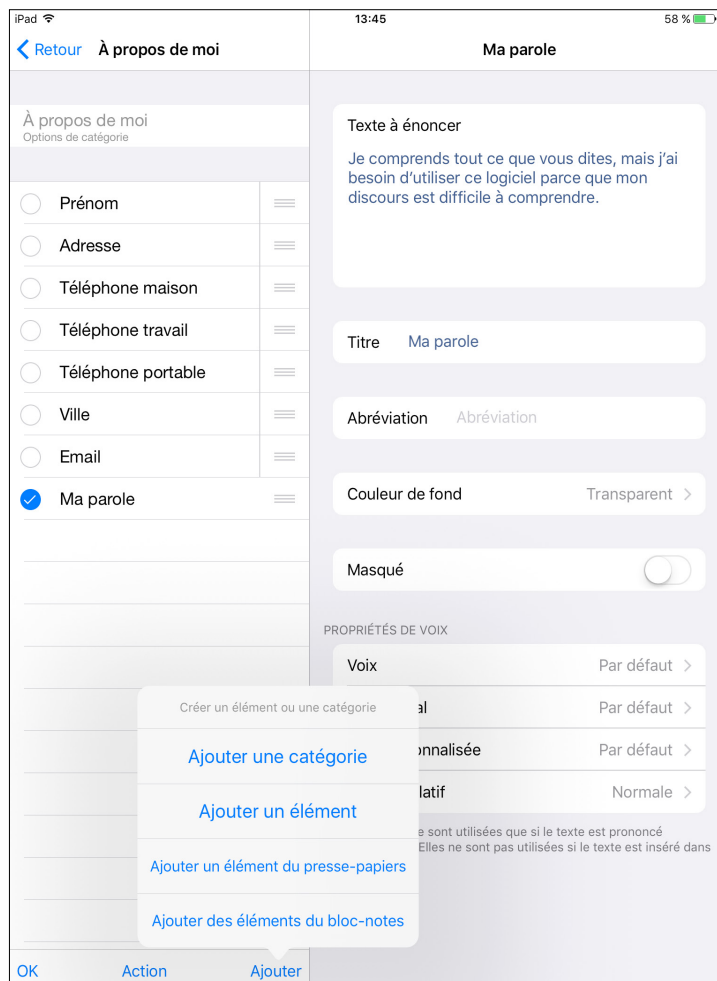 iPad 13:45 58 %
Retour À propos de moi
Ma parole
À propos de moi
Options de catégorie
Prénom
Adresse
Téléphone maison
Téléphone travail
Téléphone portable
Ville
Email
Ma parole
Texte à énoncer
Je comprends tout ce que vous dites, mais j’ai
besoin d’utiliser ce logiciel parce que mon
discours est difficile à comprendre.
Titre Ma parole
Abréviation Abréviation
Couleur de fond Transparent
Masqué
PROPRIÉTÉS DE VOIX
Voix Par défaut
al Par défaut
onnalisée Par défaut
latif Normale
e sont utilisées que si le texte est prononcé
Elles ne sont pas utilisées si le texte est inséré dans
Créer un élément ou une catégorie
Ajouter une catégorie
Ajouter un élément
Ajouter un élément du presse-papiers
Ajouter des éléments du bloc-notes
OK Action Ajouter